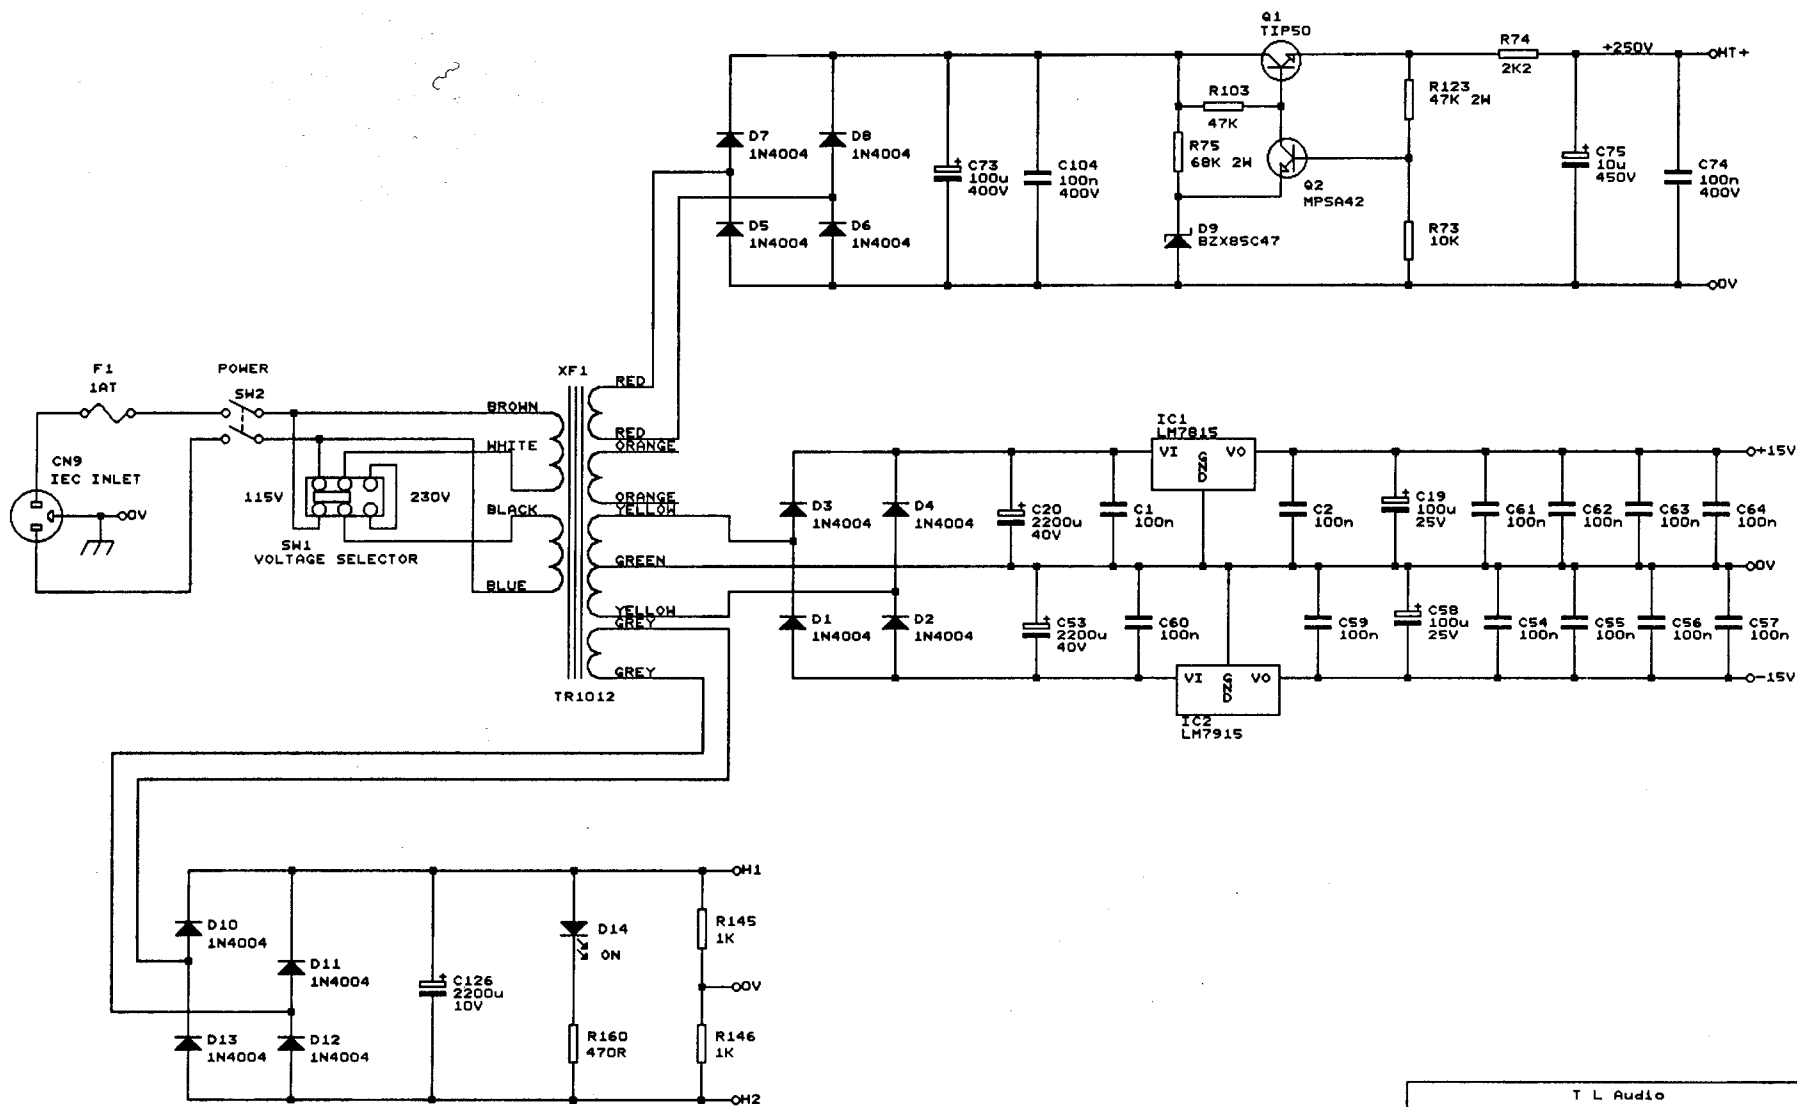 Q1
TIP50
R74
2K2
+250V
HT+
R103
47K
R123
47K 2W
D7
1N4004
D8
1N4004
R75
68K 2W
C73
100u
400V
C104
100n
400V
Q2
MPSA42
C75
10u
450V
C74
100n
400V
D5
1N4004
D6
1N4004
D9
BZX85C47
R73
10K
0V
F1
1AT
POWER
SW2
XF1
RED
BROWN
RED
WHITE
ORANGE
CN9
IEC INLET
115V
230V
0V
SW1
VOLTAGE SELECTOR
BLACK
ORANGE
YELLOW
GREEN
BLUE
YELLOW
GREY
GREY
TR1012
IC1
LM7815
VI
GND
VO
+15V
D3
1N4004
D4
1N4004
C20
2200u
40V
C1
100n
C2
100n
C19
100u
25V
C61
100n
C62
100n
C63
100n
C64
100n
0V
D1
1N4004
D2
1N4004
C53
2200u
40V
C60
100n
C59
100n
C58
100u
25V
C54
100n
C55
100n
C56
100n
C57
100n
VI
GND
VO
-15V
IC2
LM7915
H1
D10
1N4004
D11
1N4004
C126
2200u
10V
D14
ON
R145
1K
0V
D13
1N4004
D12
1N4004
R160
470R
R146
1K
H2
T L Audio